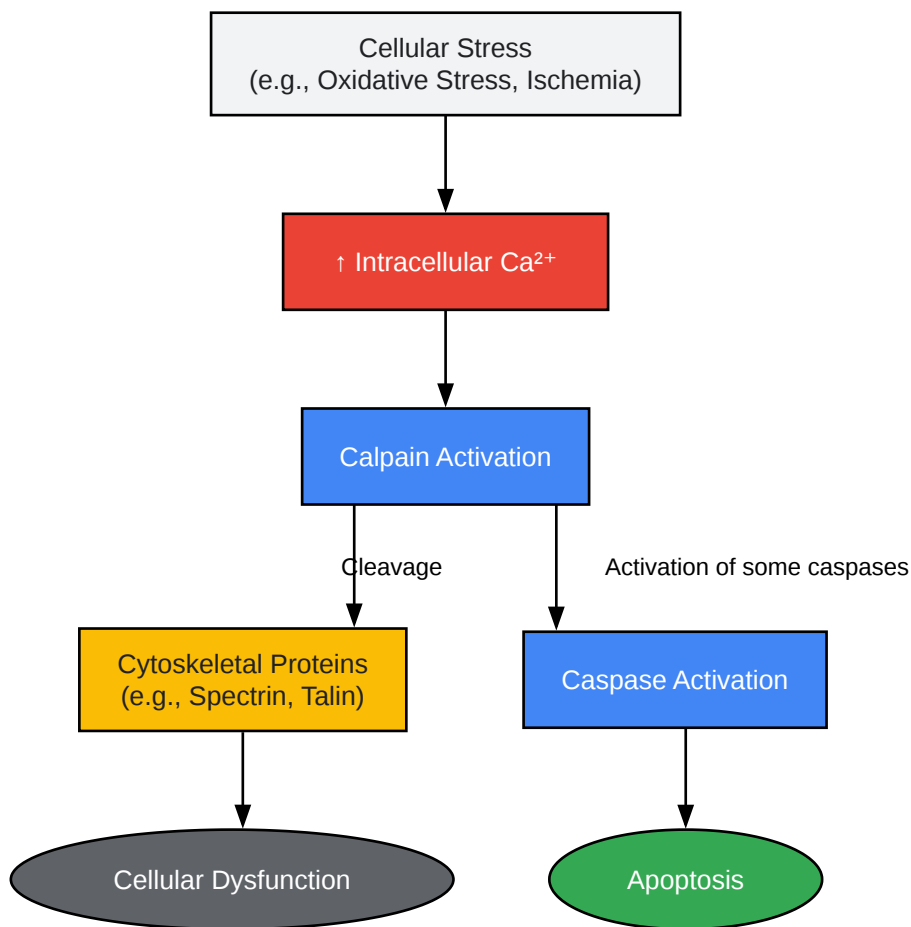 Cellular Stress
(e.g., Oxidative Stress, Ischemia)
↑ Intracellular Ca²⁺
Calpain Activation
Cleavage
Activation of some caspases
Cytoskeletal Proteins
(e.g., Spectrin, Talin)
Caspase Activation
Cellular Dysfunction
Apoptosis